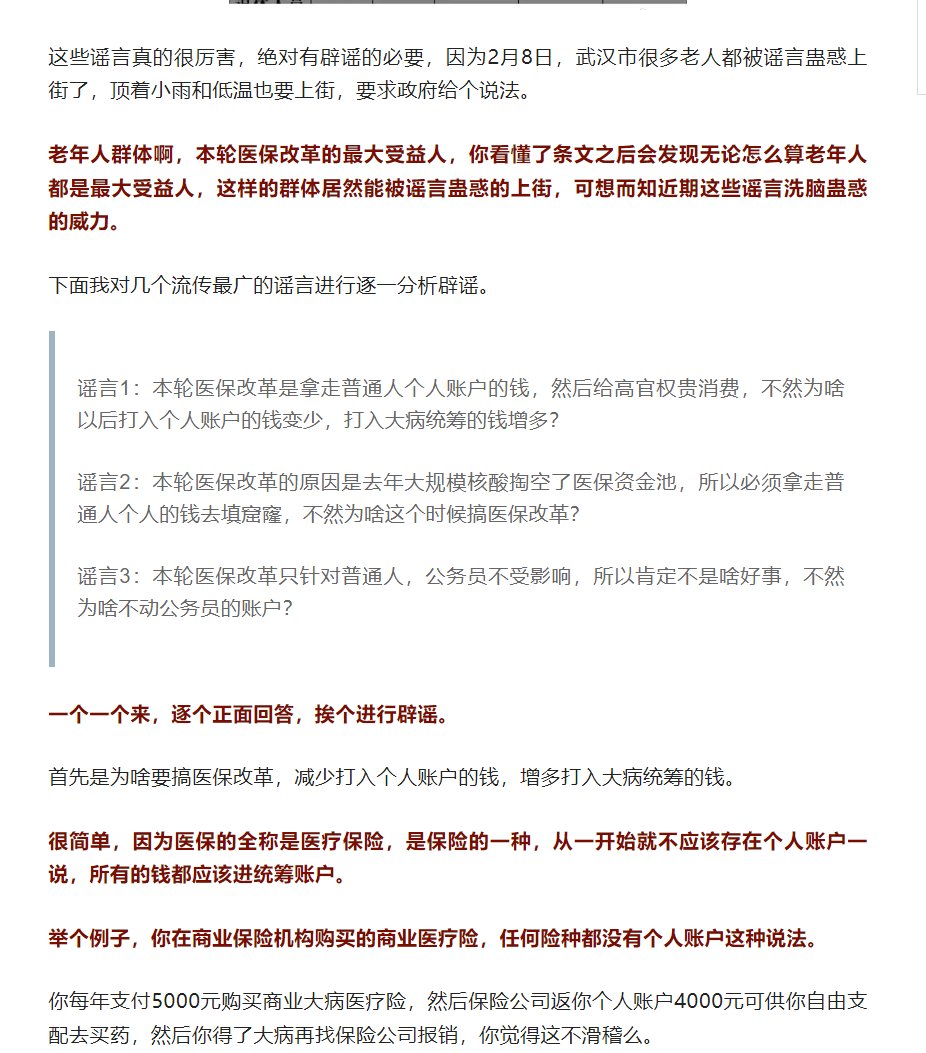 这些谣言真的很厉害，绝对有辟谣的必要，因为2月8日，武汉市很多老人都被谣言蛊惑上
街了，顶着小雨和低温也要上街，要求政府给个说法。
老年人群体啊，本轮医保改革的最大受益人，你看懂了条文之后会发现无论怎么算老年人
都是最大受益人，这样的群体居然能被谣言蛊惑的上街，可想而知近期这些谣言洗脑蛊惑
的威力。
下面我对几个流传最广的谣言进行逐一分析辟谣。
谣言1：本轮医保改革是拿走普通人个人账户的钱，然后给高官权贵消费，不然为啥
以后打入个人账户的钱变少，打入大病统筹的钱增多？
谣言2：本轮医保改革的原因是去年大规模核酸掏空了医保资金池，所以必须拿走普
通人个人的钱去填窟窿，不然为啥这个时候搞医保改革？
谣言3：本轮医保改革只针对普通人，公务员不受影响，所以肯定不是啥好事，不然
为啥不动公务员的账户？
一个一个来，逐个正面回答，挨个进行辟谣。
首先是为啥要搞医保改革，减少打入个人账户的钱，增多打入大病统筹的钱。
很简单，因为医保的全称是医疗保险，是保险的一种，从一开始就不应该存在个人账户一
说，所有的钱都应该进统筹账户。
举个例子，你在商业保险机构购买的商业医疗险，任何险种都没有个人账户这种说法。
你每年支付5000元购买商业大病医疗险，然后保险公司返你个人账户4000元可供你自由支
配去买药，然后你得了大病再找保险公司报销，你觉得这不滑稽么。